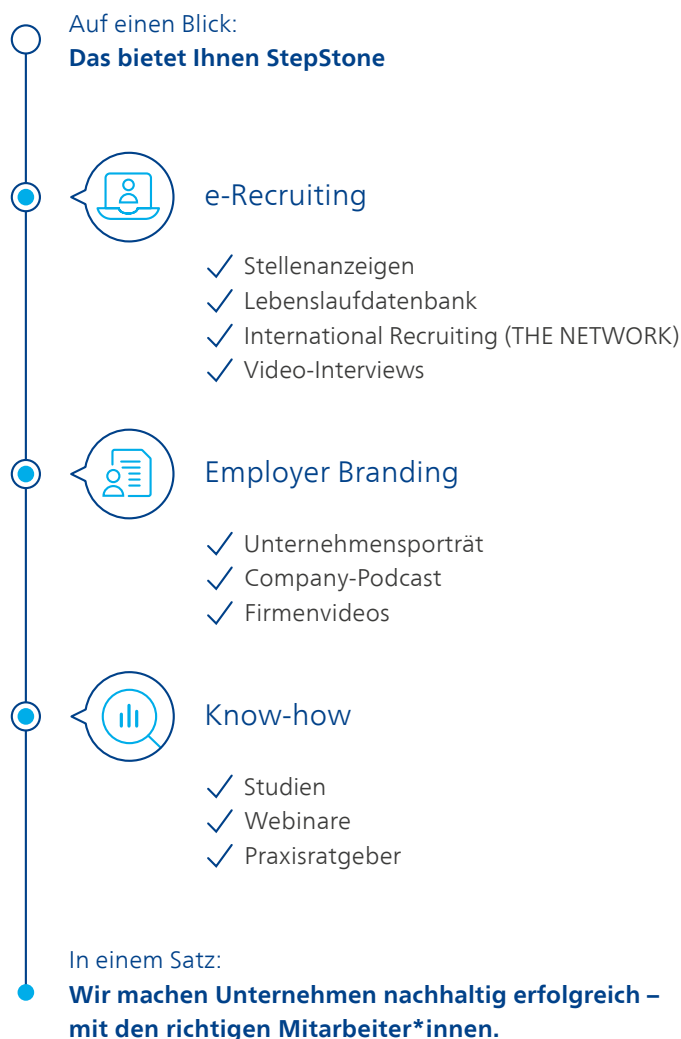 Auf einen Blick:
Das bietet Ihnen StepStone
e-Recruiting
Stellenanzeigen
Lebenslaufdatenbank
International Recruiting (THE NETWORK)
Video-Interviews
Employer Branding
Unternehmensporträt
Company-Podcast
Firmenvideos
Know-how
Studien
Webinare
Praxisratgeber
In einem Satz:
Wir machen Unternehmen nachhaltig erfolgreich –
mit den richtigen Mitarbeiter*innen.